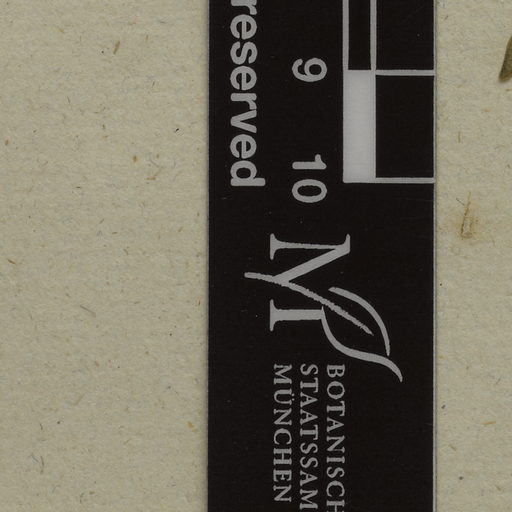 reserved
9
10
M
BOTANISCH
STAATSSAM
MÜNCHEN